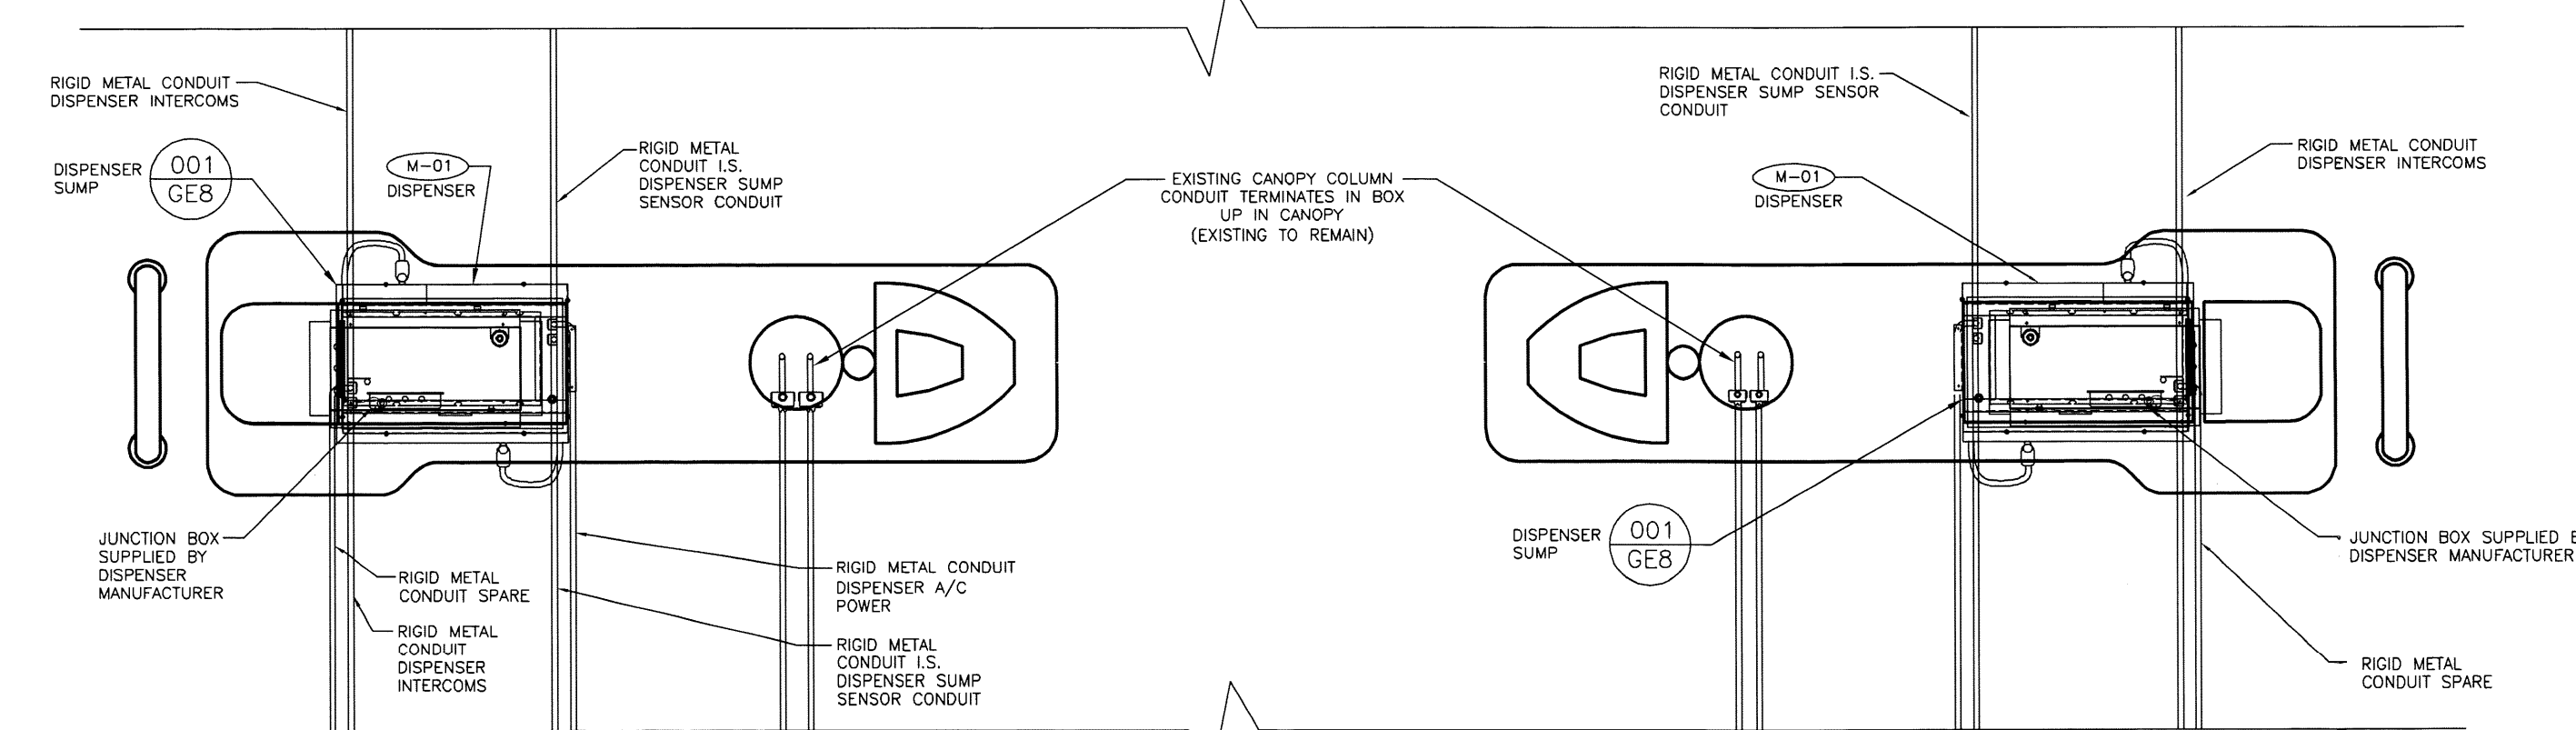 RIGID METAL CONDUIT
DISPENSER INTERCOMS
DISPENSER
SUMP
001
GE8
M-01
DISPENSER
RIGID METAL
CONDUIT I.S.
DISPENSER SUMP
SENSOR CONDUIT
EXISTING CANOPY COLUMN
CONDUIT TERMINATES IN BOX
UP IN CANOPY
(EXISTING TO REMAIN)
RIGID METAL CONDUIT I.S.
DISPENSER SUMP SENSOR
CONDUIT
M-01
DISPENSER
RIGID METAL CONDUIT
DISPENSER INTERCOMS
JUNCTION BOX
SUPPLIED BY
DISPENSER
MANUFACTURER
RIGID METAL
CONDUIT SPARE
RIGID METAL
CONDUIT
DISPENSER
INTERCOMS
RIGID METAL CONDUIT
DISPENSER A/C
POWER
RIGID METAL
CONDUIT I.S.
DISPENSER SUMP
SENSOR CONDUIT
DISPENSER
SUMP
001
GE8
JUNCTION BOX SUPPLIED
DISPENSER MANUFACTURER
RIGID METAL
CONDUIT SPARE